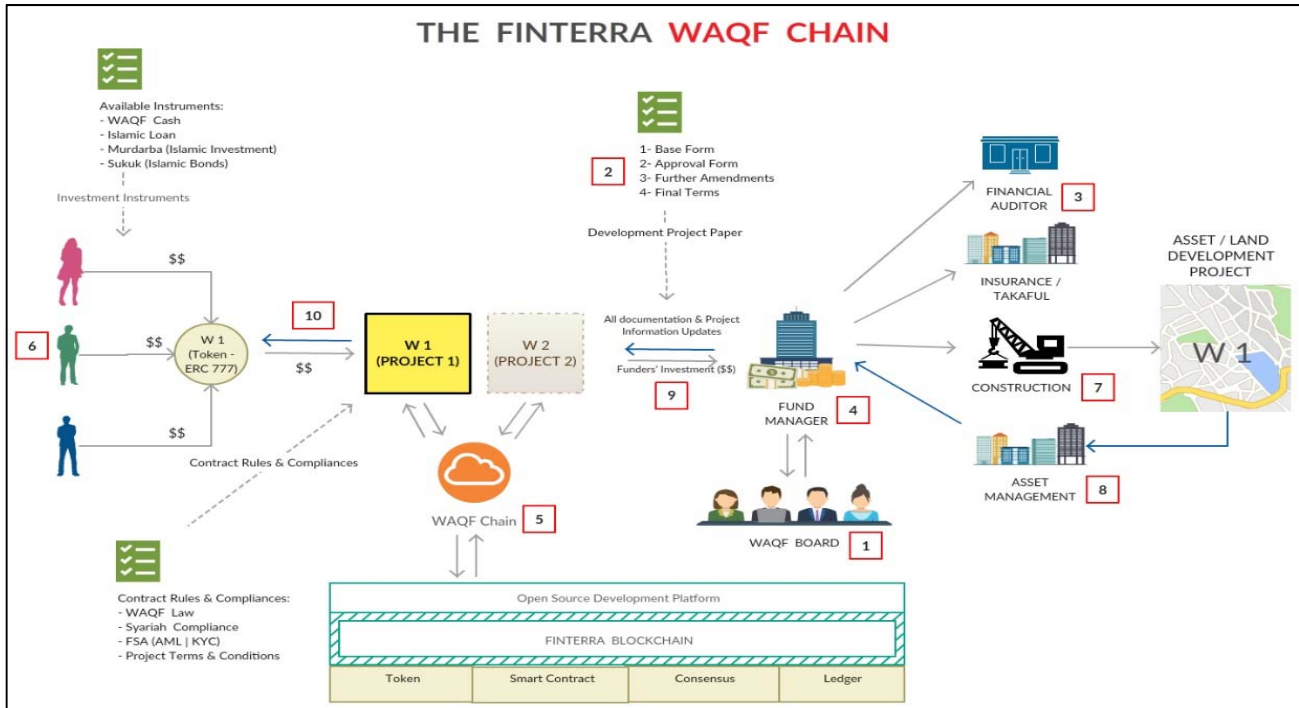 THE FINTERRA WAQF CHAIN
Available Instruments:
- WAQF Cash
- Islamic Loan
- Murdarba (Islamic Investment)
- Sukuk (Islamic Bonds)
Investment Instruments
$$
6
$$
$$
W 1
(Token -
ERC 777)
10
$$
W 1
(PROJECT 1)
W 2
(PROJECT 2)
Contract Rules & Compliances
Contract Rules & Compliances:
- WAQF Law
- Syariah Compliance
- FSA (AML | KYC)
- Project Terms & Conditions
WAQF Chain
5
2
1- Base Form
2- Approval Form
3- Further Amendments
4- Final Terms
Development Project Paper
All documentation & Project
Information Updates
Funders' Investment ($$)
9
FUND
MANAGER
4
WAQF BOARD
1
FINANCIAL
AUDITOR
3
INSURANCE /
TAKAFUL
CONSTRUCTION
7
ASSET
MANAGEMENT
8
ASSET / LAND
DEVELOPMENT
PROJECT
W 1
Open Source Development Platform
FINTERRA BLOCKCHAIN
Token
Smart Contract
Consensus
Ledger